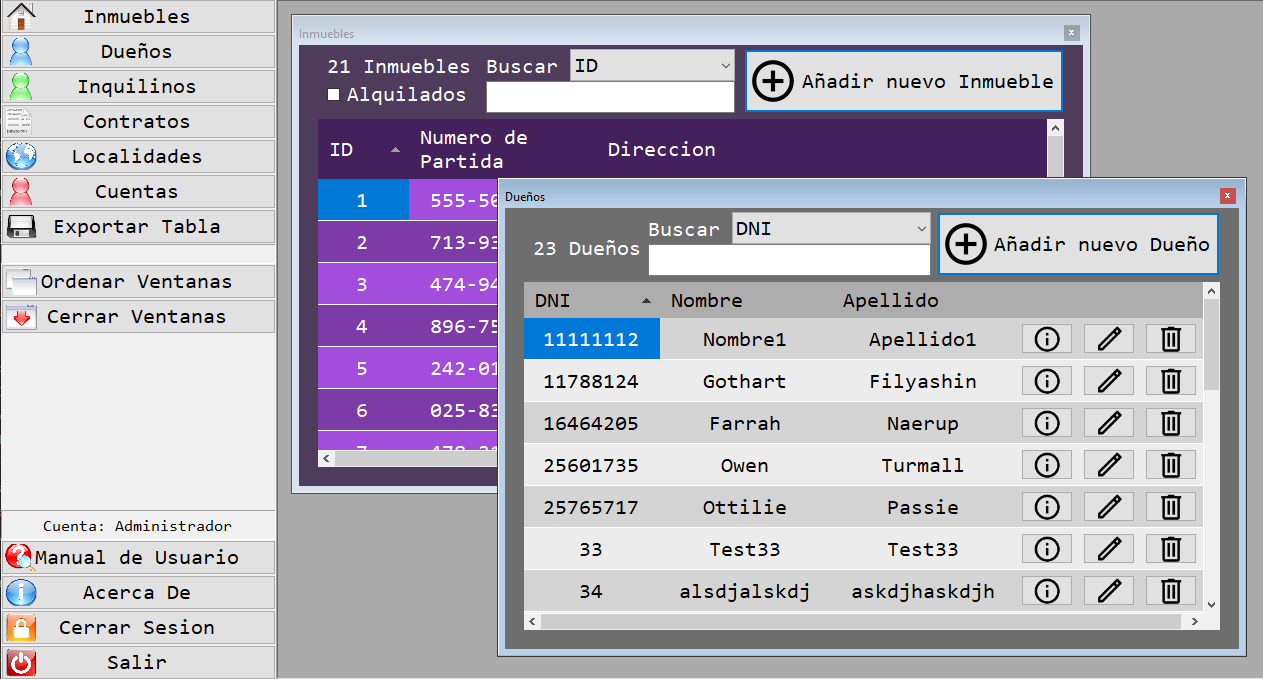 Inmuebles
Dueños
Inquilinos
Contratos
Localidades
Cuentas
Exportar Tabla
Ordenar Ventanas
Cerrar Ventanas
Cuenta: Administrador
Manual de Usuario
Acerca De
Cerrar Sesion
Salir
Inmuebles
21 Inmuebles Buscar ID
Alquilados
Añadir nuevo Inmueble
ID Numero de Partida Direccion
1 555-50
2 713-93
3 474-94
4 896-75
5 242-01
6 025-83
Dueños
23 Dueños Buscar DNI
Añadir nuevo Dueño
DNI Nombre Apellido
11111112 Nombre1 Apellido1
11788124 Gothart Filyashin
16464205 Farrah Naerup
25601735 Owen Turmall
25765717 Ottilie Passie
33 Test33 Test33
34 alsdjalskdj askdjhaskdjh